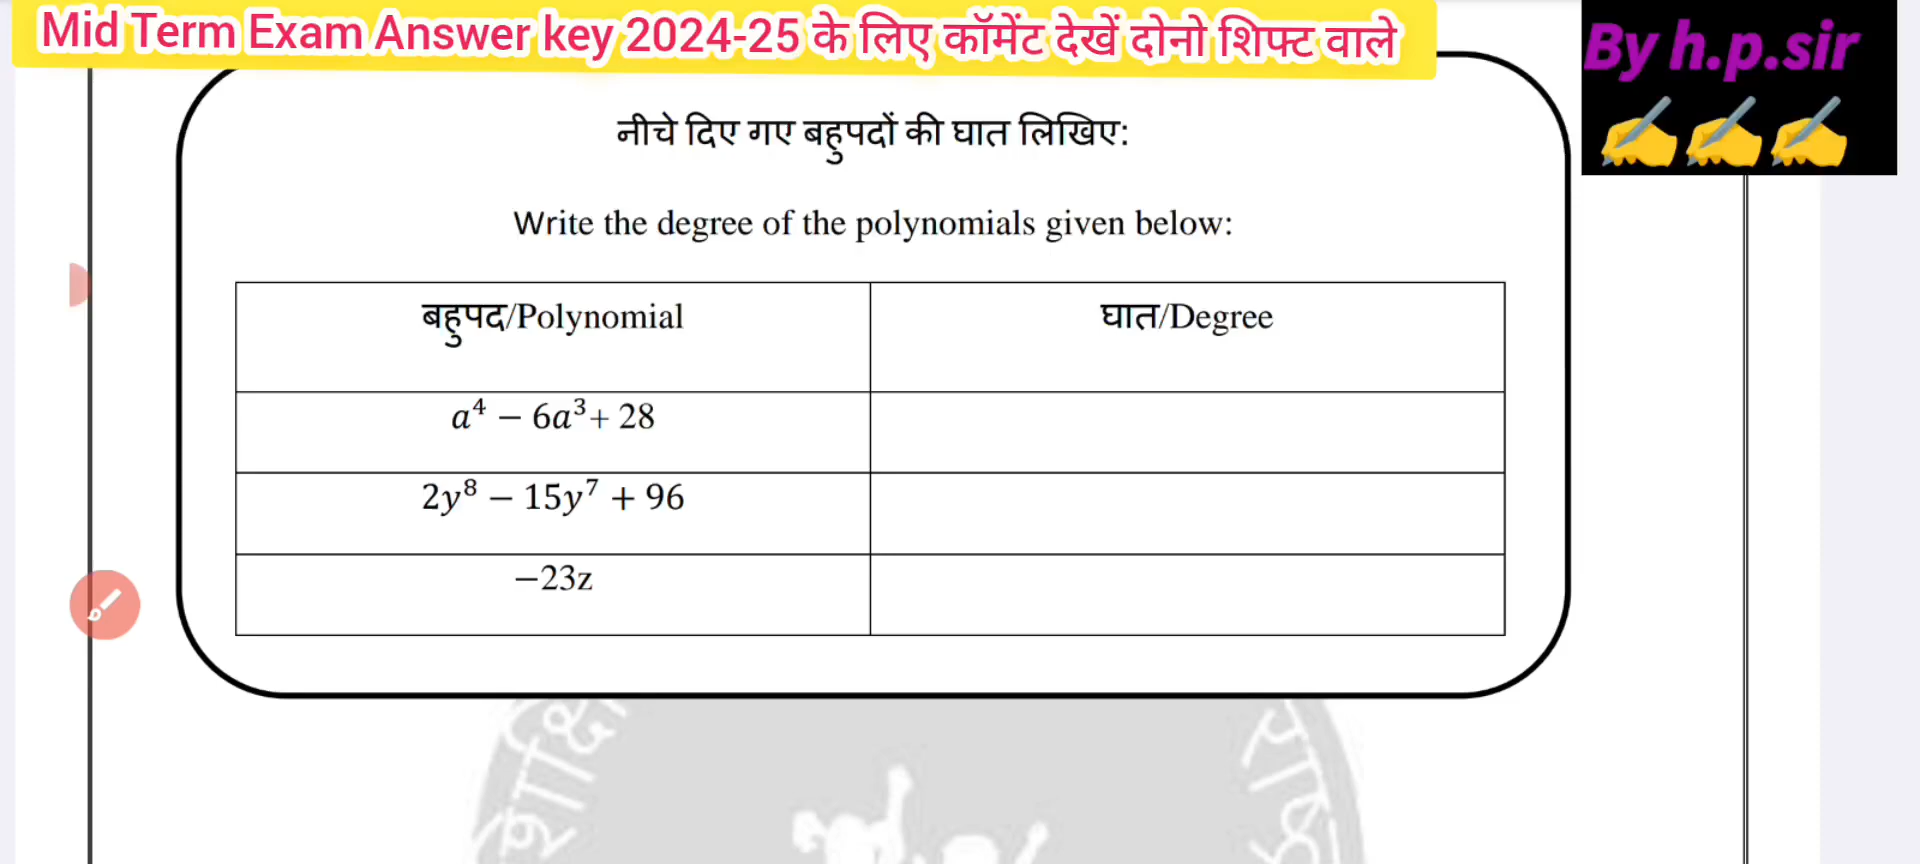 Mid Term Exam Answer key 2024-25 के लिए कॉमेंट देखें दोनो शिफ्ट वाले
By h.p.sir
✍✍✍
नीचे दिए गए बहुपदों की घात लिखिए:
Write the degree of the polynomials given below:
बहुपद/Polynomial घात/Degree
a⁴ − 6a³+ 28
2y⁸ − 15y⁷ + 96
−23z